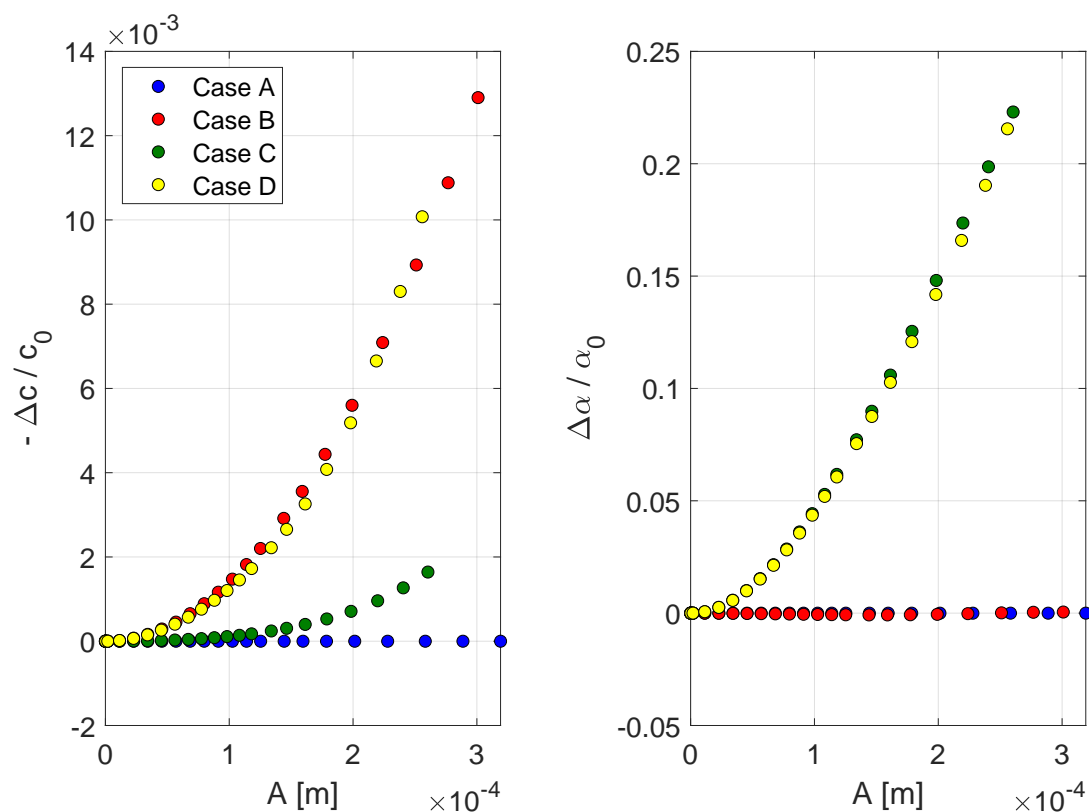 ×10⁻³
14
12
10
8
6
4
2
0
-2
- Δc / c₀
Case A
Case B
Case C
Case D
0 1 2 3
A [m] ×10⁻⁴
0.25
0.2
0.15
0.1
0.05
0
-0.05
Δα / α₀
0 1 2 3
A [m] ×10⁻⁴